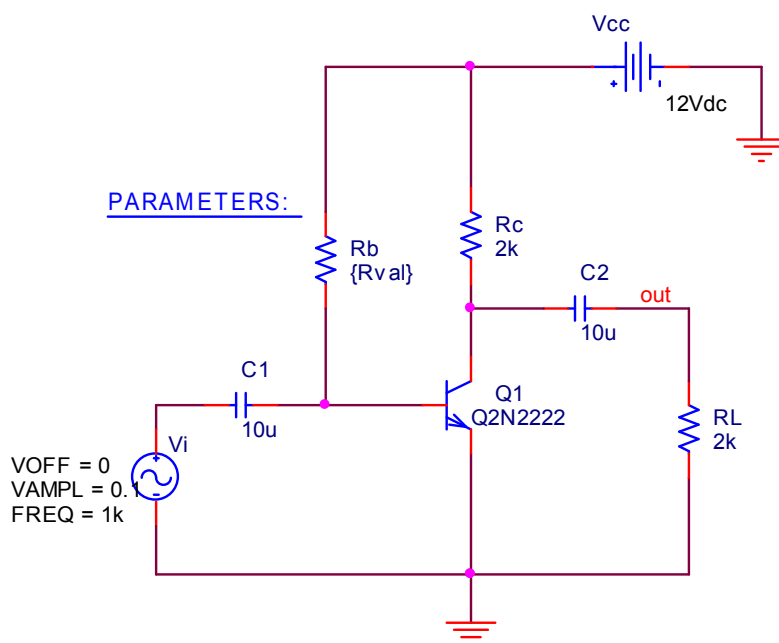 Vcc
+
-
12Vdc
PARAMETERS:
Rb
{Rval}
Rc
2k
C2
10u
out
C1
10u
Q1
Q2N2222
RL
2k
Vi
+
-
VOFF = 0
VAMPL = 0.1
FREQ = 1k